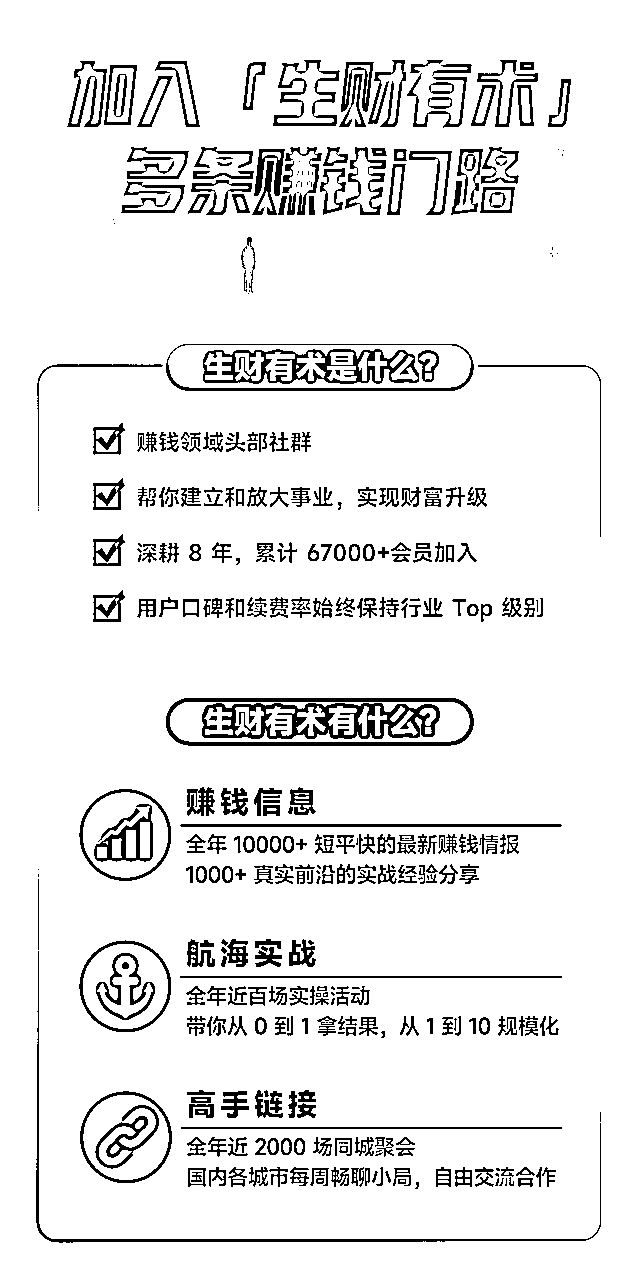 加入「生财有术」
多条赚钱门路
生财有术是什么?
赚钱领域头部社群
帮你建立和放大事业，实现财富升级
深耕 8 年，累计 67000+会员加入
用户口碑和续费率始终保持行业 Top 级别
生财有术有什么?
赚钱信息
全年 10000+ 短平快的最新赚钱情报
1000+ 真实前沿的实战经验分享
航海实战
全年近百场实操活动
带你从 0 到 1 拿结果，从 1 到 10 规模化
高手链接
全年近 2000 场同城聚会
国内各城市每周畅聊小局，自由交流合作